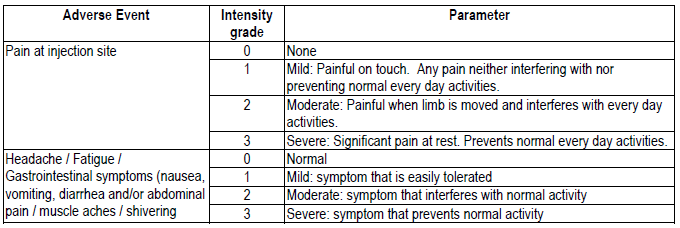 Adverse Event Intensity grade Parameter
Pain at injection site 0 None
1 Mild: Painful on touch. Any pain neither interfering with nor
preventing normal every day activities.
2 Moderate: Painful when limb is moved and interferes with every day
activities.
3 Severe: Significant pain at rest. Prevents normal every day activities.
Headache / Fatigue / 0 Normal
Gastrointestinal symptoms (nausea, 1 Mild: symptom that is easily tolerated
vomiting, diarrhea and/or abdominal 2 Moderate: symptom that interferes with normal activity
pain / muscle aches / shivering 3 Severe: symptom that prevents normal activity